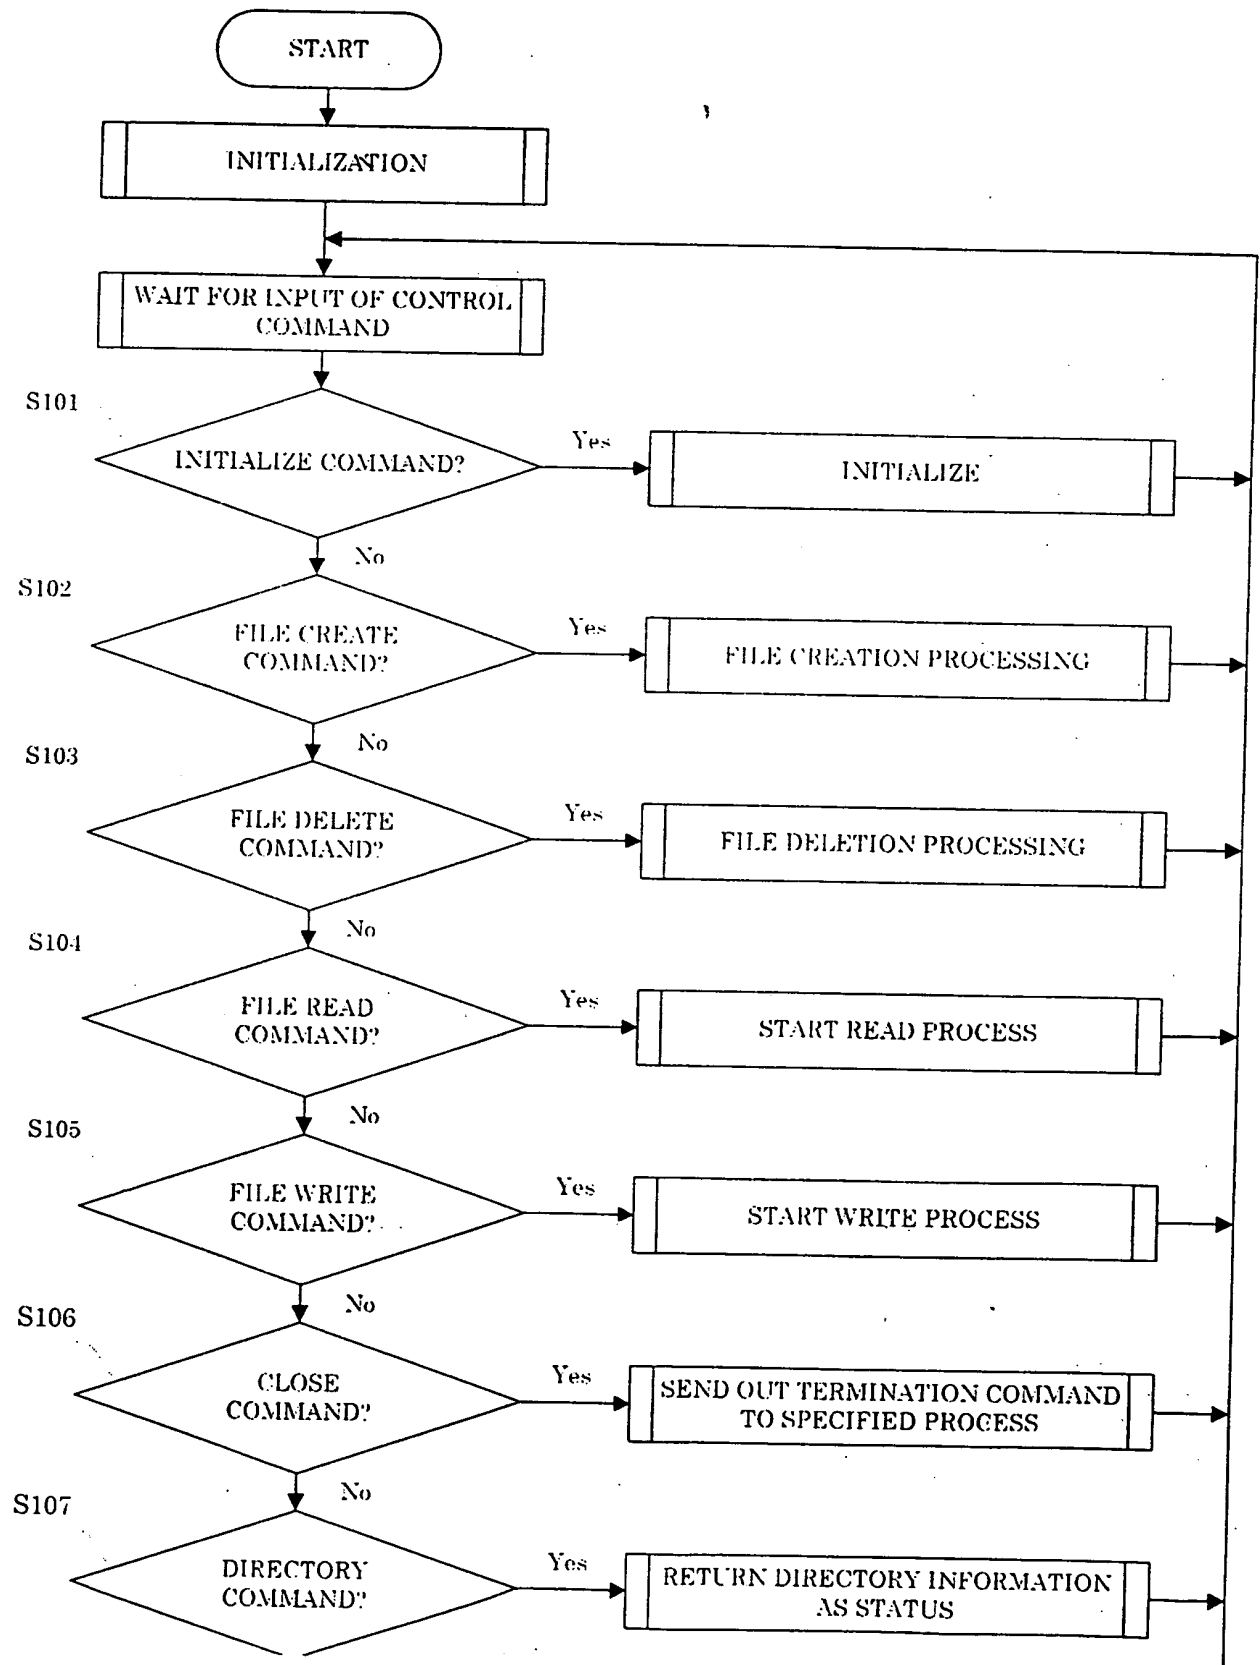 START
INITIALIZATION
WAIT FOR INPUT OF CONTROL
COMMAND
S101
INITIALIZE COMMAND?
Yes
INITIALIZE
No
S102
FILE CREATE
COMMAND?
Yes
FILE CREATION PROCESSING
No
S103
FILE DELETE
COMMAND?
Yes
FILE DELETION PROCESSING
No
S104
FILE READ
COMMAND?
Yes
START READ PROCESS
No
S105
FILE WRITE
COMMAND?
Yes
START WRITE PROCESS
No
S106
CLOSE
COMMAND?
Yes
SEND OUT TERMINATION COMMAND
TO SPECIFIED PROCESS
No
S107
DIRECTORY
COMMAND?
Yes
RETURN DIRECTORY INFORMATION
AS STATUS